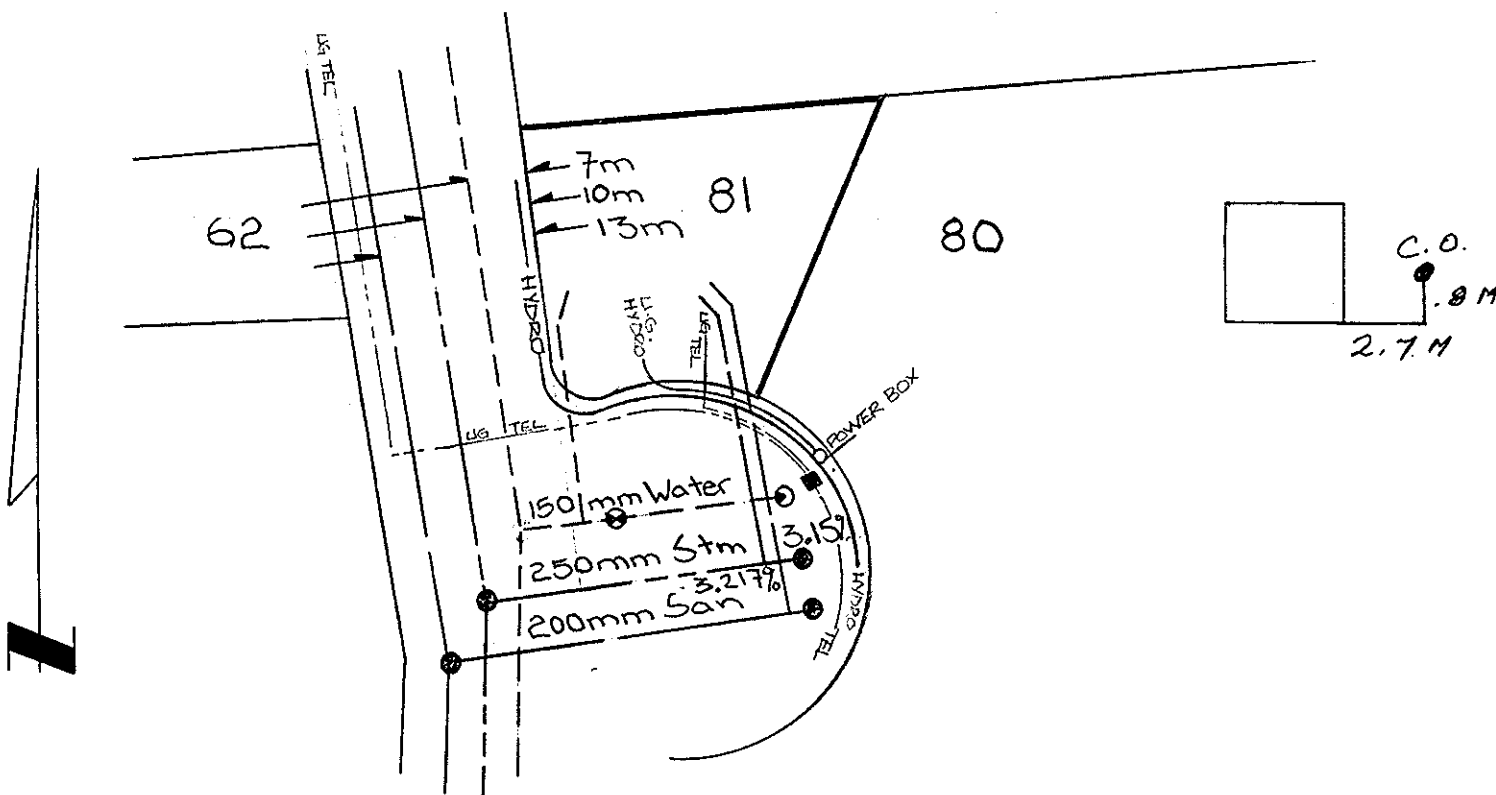 UG TEL
7m
10m
13m
62
81
80
C. O.
.8 M
2.7 M
HYDRO
U.G. HYDRO
UG TEL
POWER BOX
UG TEL
150mm Water
3.15%
250mm Stm
3.217%
200mm San
HYDRO
TEL